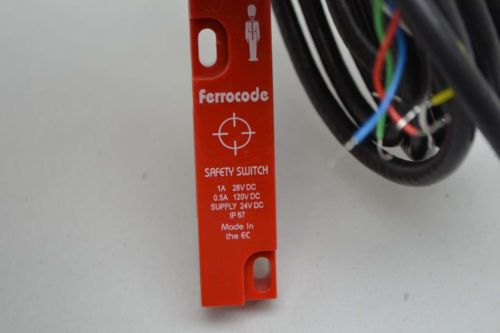 Ferrocode
SAFETY SWITCH
1A 28V DC
0.5A 120V DC
SUPPLY 24V DC
IP 67
Made in
the EC